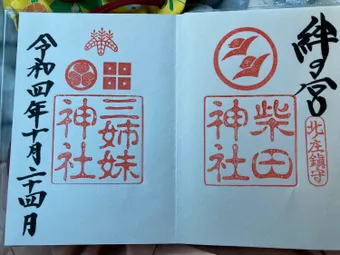 絆の宮
北庄鎮守
柴田
神社
三姉妹
神社
令和四年十月二十四日